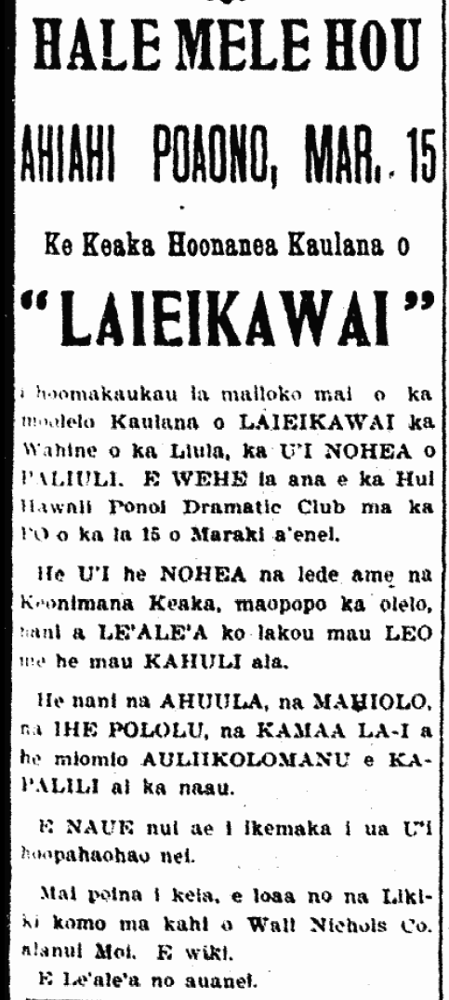 HALE MELE HOU
AHIAHI POAONO, MAR. 15
Ke Keaka Hoonanea Kaulana o
"LAIEIKAWAI"
i hoomakaukau ia mailoko mai o ka
moolelo Kaulana o LAIEIKAWAI ka
Wahine o ka Liula, ka U'I NOHEA o
PALIULI. E WEHE ia ana e ka Hui
Hawaii Ponoi Dramatic Club ma ka
PO o ka la 15 o Maraki a'enei.
He U'I he NOHEA na lede ame na
Keonimana Keaka, maopopo ka olelo,
nani a LE'ALE'A ko lakou mau LEO
me he mau KAHULI ala.
He nani na AHUULA, na MAHIOLO,
na IHE POLOLU, na KAMAA LA-I a
he miomio AULIIKOLOMANU e KA-
PALILI ai ka naau.
E NAUE nui ae i ikemaka i ua U'I
hoopahaohao nei.
Mai poina i keia, e loaa no na Liki-
ki komo ma kahi o Wall Nichols Co.
alanui Moi. E wiki.
E Le'ale'a no auanei.